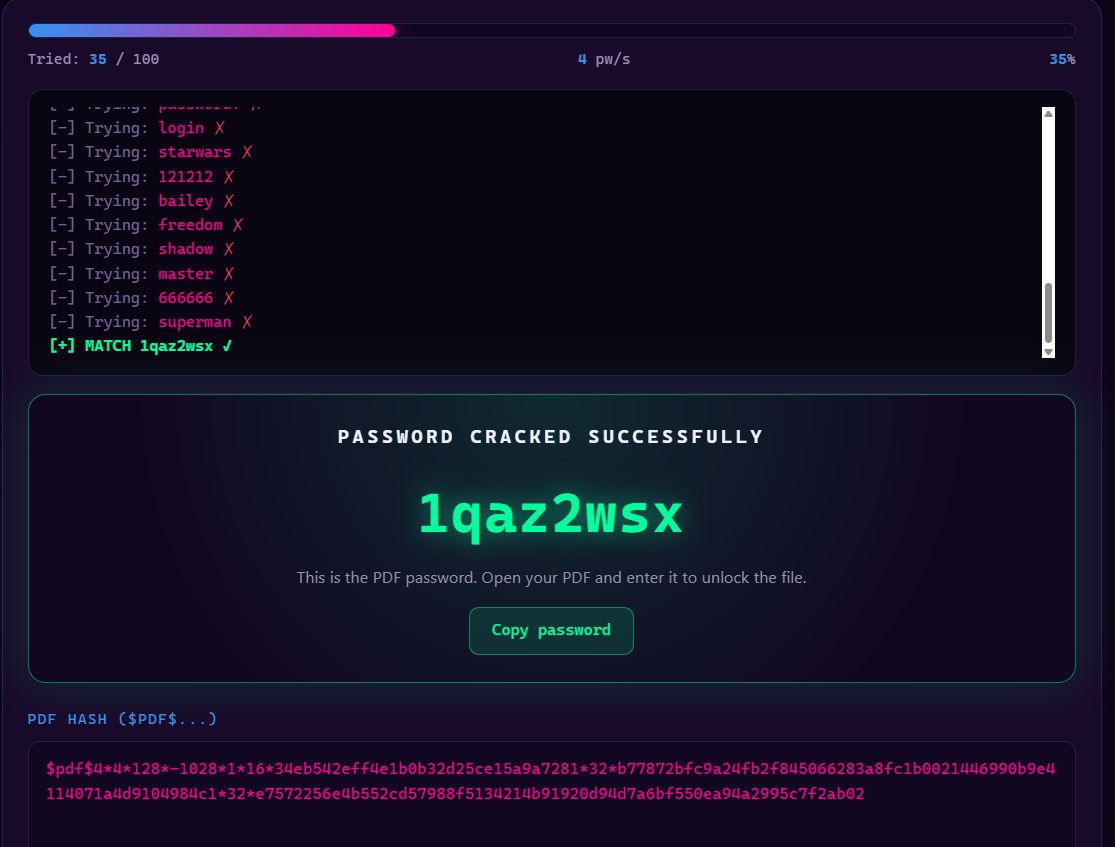 Tried: 35 / 100
4 pw/s
35%
[-] Trying: login ✗
[-] Trying: starwars ✗
[-] Trying: 121212 ✗
[-] Trying: bailey ✗
[-] Trying: freedom ✗
[-] Trying: shadow ✗
[-] Trying: master ✗
[-] Trying: 666666 ✗
[-] Trying: superman ✗
[+] MATCH 1qaz2wsx ✓
PASSWORD CRACKED SUCCESSFULLY
1qaz2wsx
This is the PDF password. Open your PDF and enter it to unlock the file.
Copy password
PDF HASH ($PDF$...)
$pdf$4*4*128*-1028*1*16*34eb542eff4e1b0b32d25ce15a9a7281*32*b77872bfc9a24fb2f845066283a8fc1b0021446990b9e4
114071a4d9104984c1*32*e7572256e4b552cd57988f5134214b91920d94d7a6bf550ea94a2995c7f2ab02